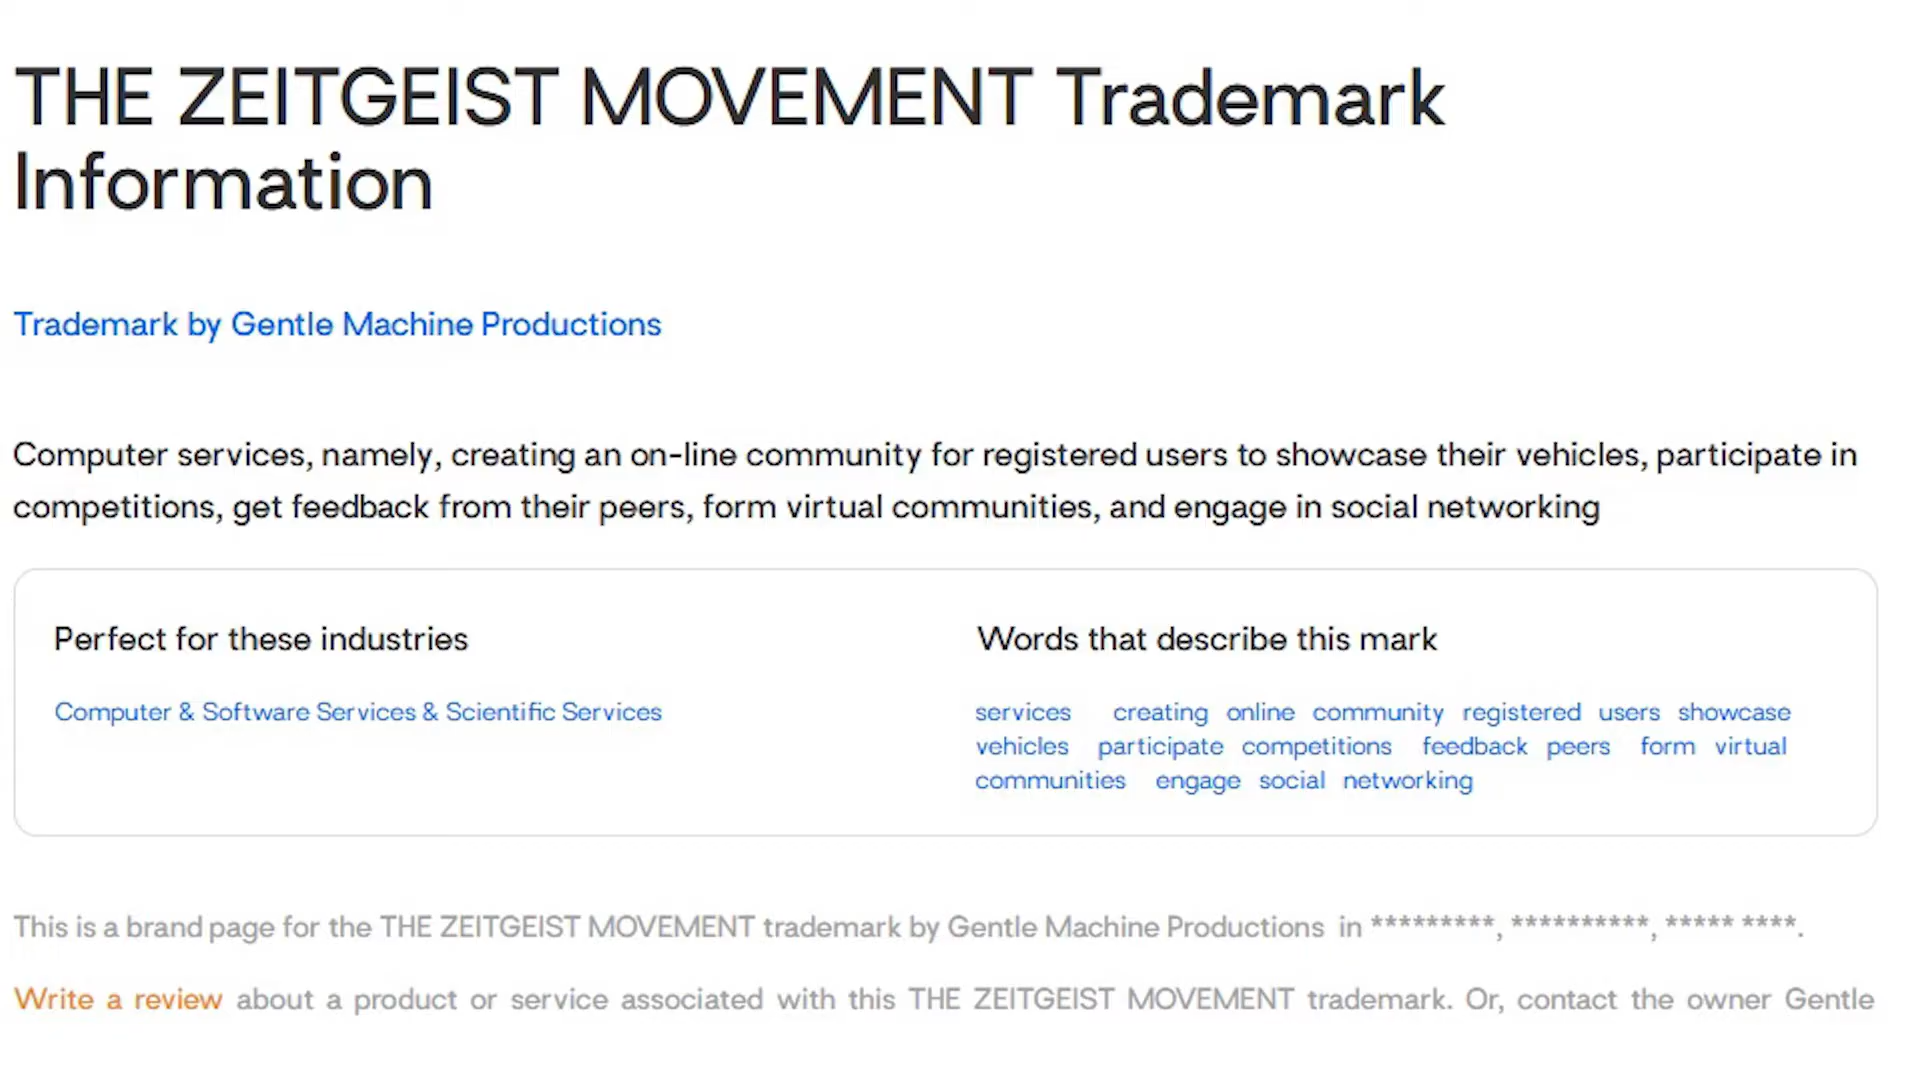 THE ZEITGEIST MOVEMENT Trademark
Information
Trademark by Gentle Machine Productions
Computer services, namely, creating an on-line community for registered users to showcase their vehicles, participate in
competitions, get feedback from their peers, form virtual communities, and engage in social networking
Perfect for these industries
Computer & Software Services & Scientific Services
Words that describe this mark
services creating online community registered users showcase
vehicles participate competitions feedback peers form virtual
communities engage social networking
This is a brand page for the THE ZEITGEIST MOVEMENT trademark by Gentle Machine Productions in *********, **********, ***** ****.
Write a review about a product or service associated with this THE ZEITGEIST MOVEMENT trademark. Or, contact the owner Gentle